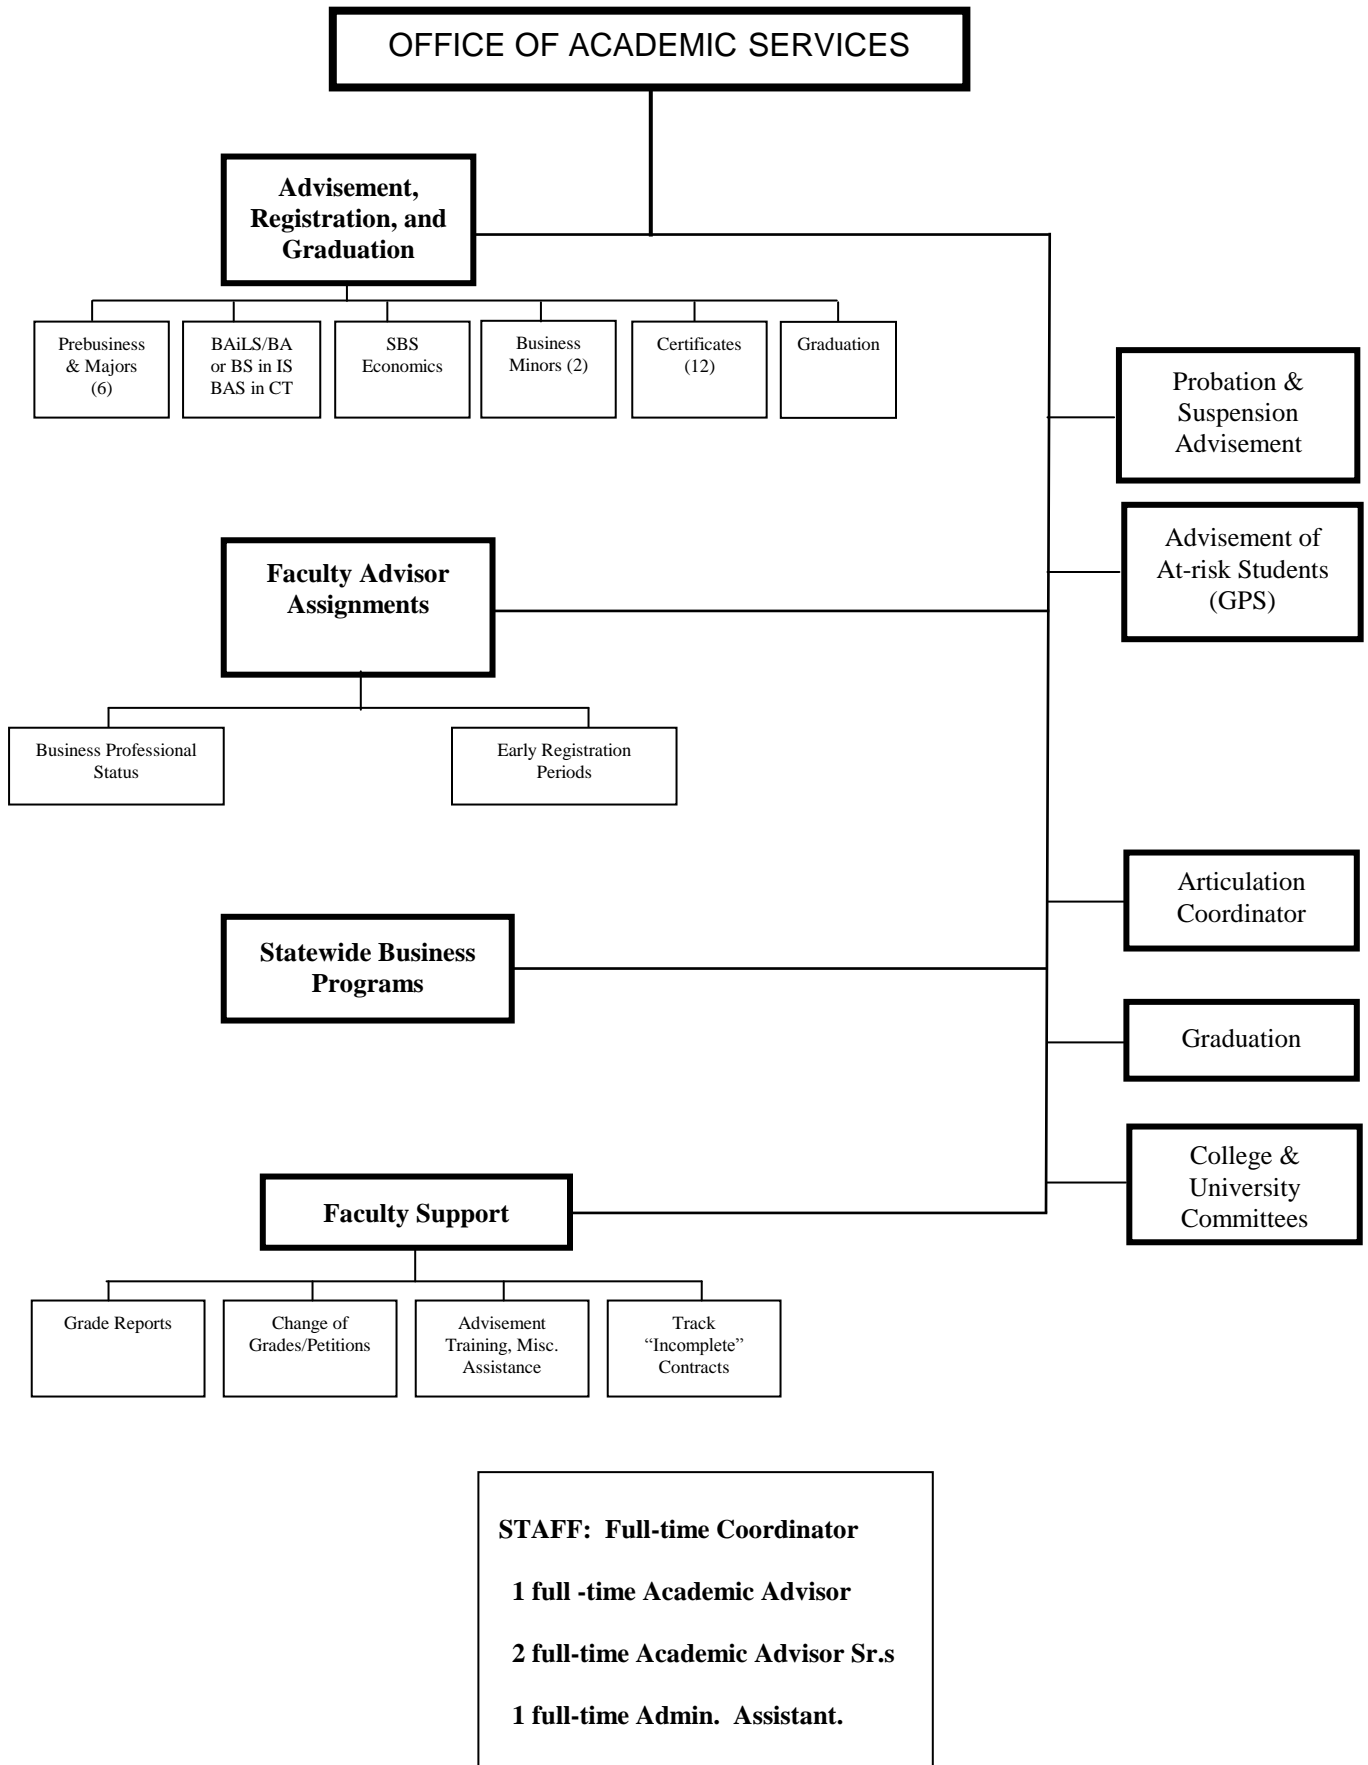 OFFICE OF ACADEMIC SERVICES
Advisement,
Registration, and
Graduation
Prebusiness
& Majors
(6)
BAiLS/BA
or BS in IS
BAS in CT
SBS
Economics
Business
Minors (2)
Certificates
(12)
Graduation
Probation &
Suspension
Advisement
Advisement of
At-risk Students
(GPS)
Faculty Advisor
Assignments
Business Professional
Status
Early Registration
Periods
Articulation
Coordinator
Statewide Business
Programs
Graduation
College &
University
Committees
Faculty Support
Grade Reports
Change of
Grades/Petitions
Advisement
Training, Misc.
Assistance
Track
“Incomplete”
Contracts
STAFF:  Full-time Coordinator
1 full -time Academic Advisor
2 full-time Academic Advisor Sr.s
1 full-time Admin.  Assistant.